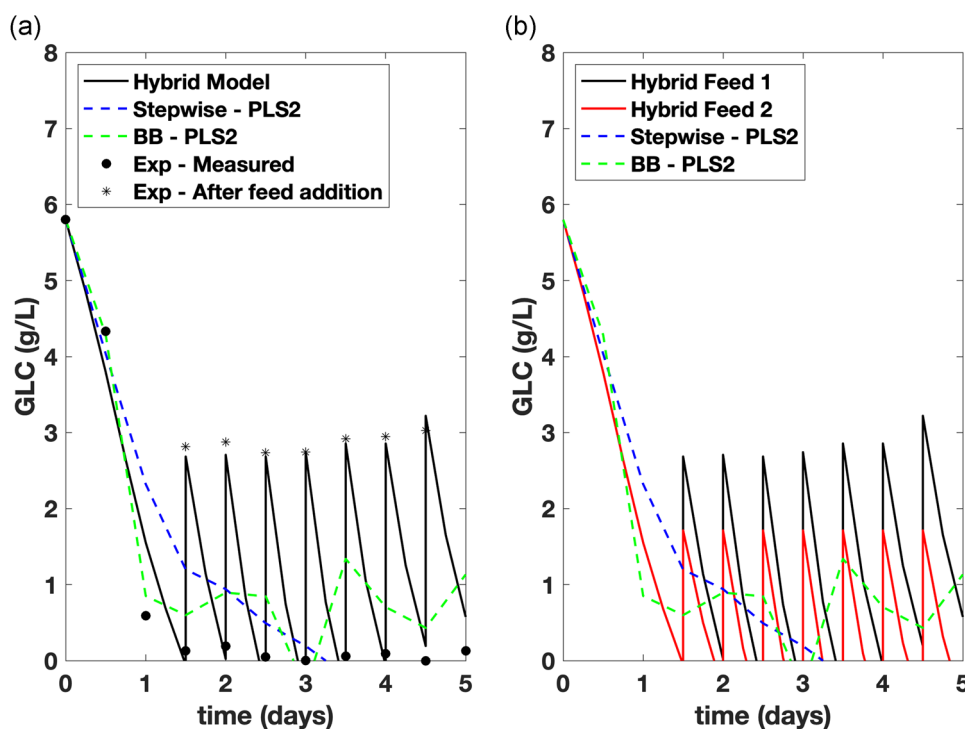 (a)
8
7
6
5
4
3
2
1
0
GLC (g/L)
Hybrid Model
Stepwise - PLS2
BB - PLS2
Exp - Measured
Exp - After feed addition
0 1 2 3 4 5
time (days)
(b)
8
7
6
5
4
3
2
1
0
GLC (g/L)
Hybrid Feed 1
Hybrid Feed 2
Stepwise - PLS2
BB - PLS2
0 1 2 3 4 5
time (days)